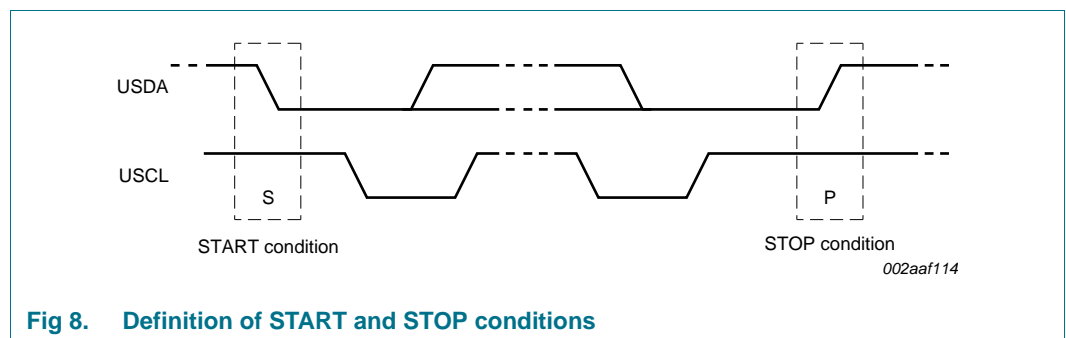 USDA
USCL
S
P
START condition
STOP condition
002aaf114
Fig 8. Definition of START and STOP conditions